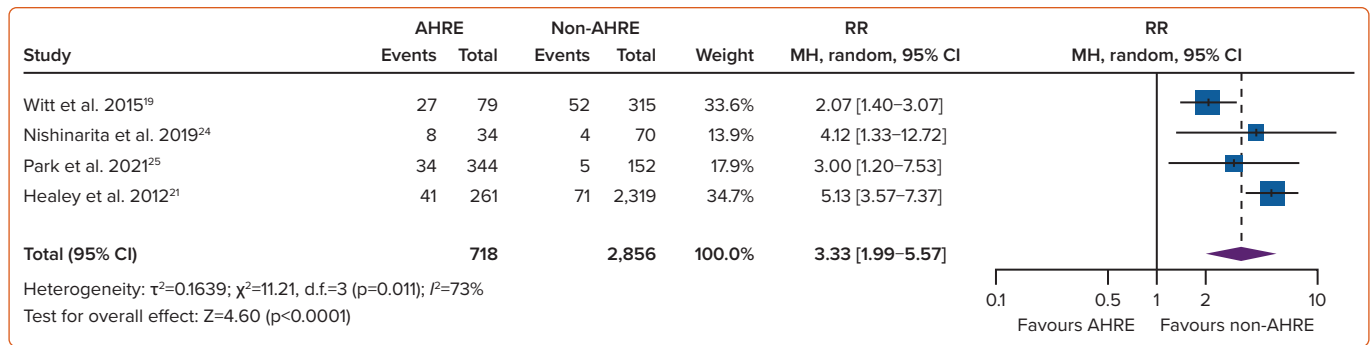 AHRE Non-AHRE RR RR
Study Events Total Events Total Weight MH, random, 95% CI MH, random, 95% CI
Witt et al. 2015¹⁹ 27 79 52 315 33.6% 2.07 [1.40–3.07]
Nishinarita et al. 2019²⁴ 8 34 4 70 13.9% 4.12 [1.33–12.72]
Park et al. 2021²⁵ 34 344 5 152 17.9% 3.00 [1.20–7.53]
Healey et al. 2012²¹ 41 261 71 2,319 34.7% 5.13 [3.57–7.37]
Total (95% CI) 718 2,856 100.0% 3.33 [1.99–5.57]
Heterogeneity: τ²=0.1639; χ²=11.21, d.f.=3 (p=0.011); I²=73%
Test for overall effect: Z=4.60 (p<0.0001)
0.1 0.5 1 2 10
Favours AHRE Favours non-AHRE